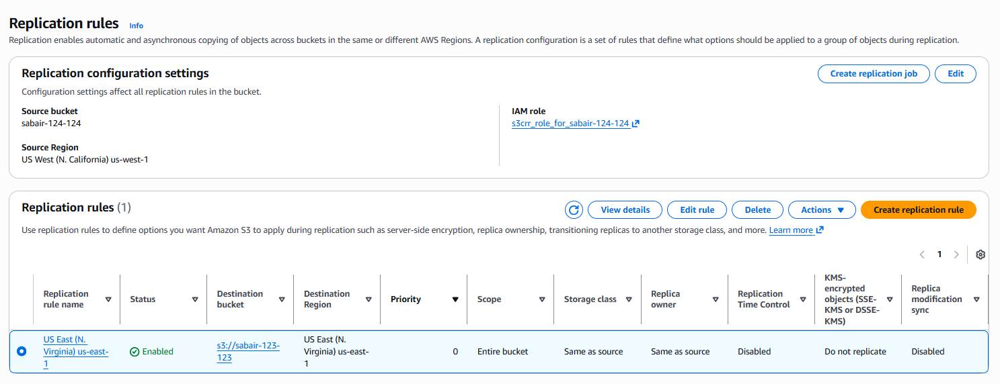 Replication rules Info
Replication enables automatic and asynchronous copying of objects across buckets in the same or different AWS Regions. A replication configuration is a set of rules that define what options should be applied to a group of objects during replication.
Replication configuration settings
Create replication job
Edit
Configuration settings affect all replication rules in the bucket.
Source bucket
sabair-124-124
Source Region
US West (N. California) us-west-1
IAM role
s3crr_role_for_sabair-124-124
Replication rules (1)
View details
Edit rule
Delete
Actions
Create replication rule
Use replication rules to define options you want Amazon S3 to apply during replication such as server-side encryption, replica ownership, transitioning replicas to another storage class, and more. Learn more
1
Replication
rule name
Status
Destination
bucket
Destination
Region
Priority
Scope
Storage class
Replica
owner
Replication
Time Control
KMS-
encrypted
objects (SSE-
KMS or DSSE-
KMS)
Replica
modification
sync
US East (N.
Virginia) us-east-
1
Enabled
s3://sabair-123-
123
US East (N.
Virginia) us-east-
1
0
Entire bucket
Same as source
Same as source
Disabled
Do not replicate
Disabled